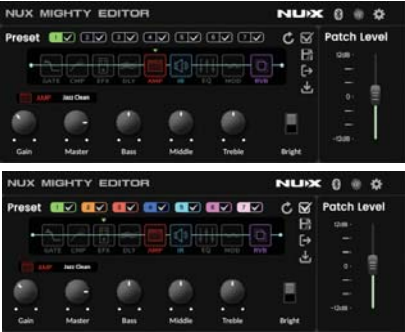 NUX MIGHTY EDITOR NUX
Preset 1 2 3 4 5 6 7 Patch Level
12dB
GATE CMP EFX DLY AMP IR EQ MOD RVB
0
AMP Jazz Clean
-12dB
Gain Master Bass Middle Treble Bright
NUX MIGHTY EDITOR NUX
Preset 1 2 3 4 5 6 7 Patch Level
12dB
GATE CMP EFX DLY AMP IR EQ MOD RVB
0
AMP Jazz Clean
-12dB
Gain Master Bass Middle Treble Bright